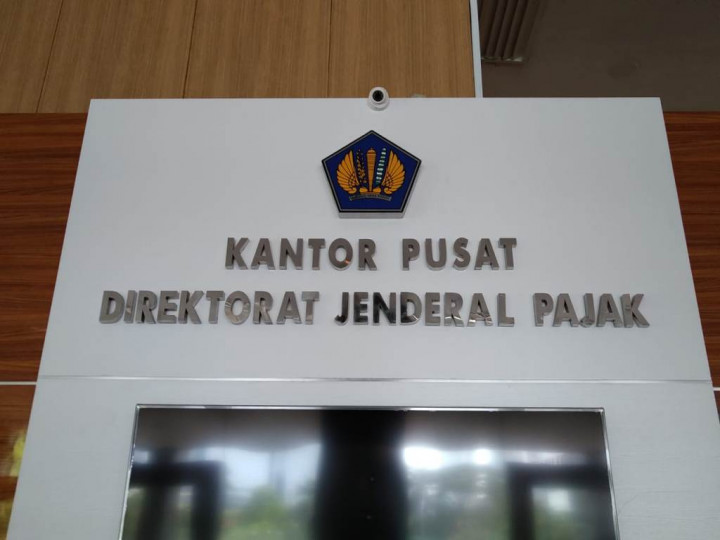 KANTOR PUSAT
DIREKTORAT JENDERAL PAJAK